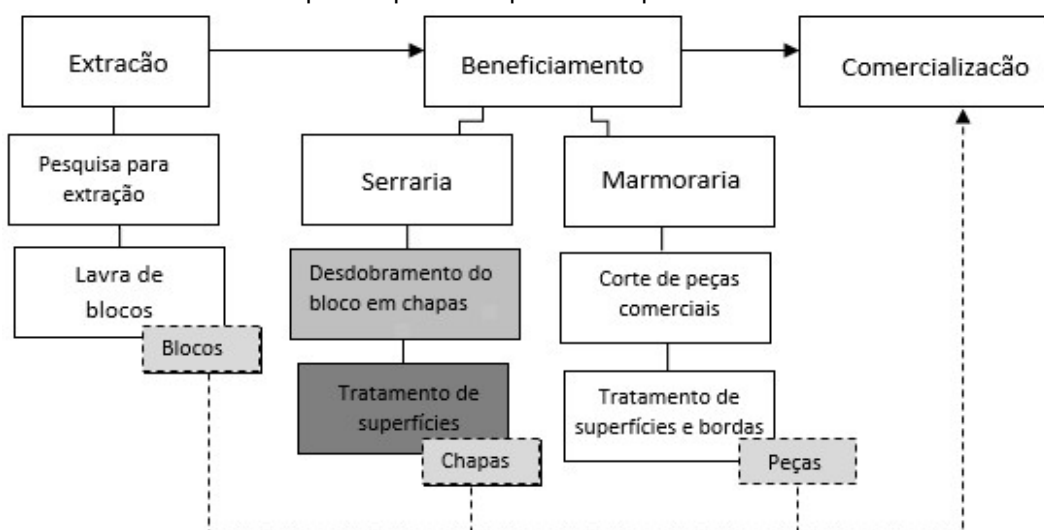 Extracão
Beneficiamento
Comercializacão
Pesquisa para
extração
Serraria
Marmoraria
Lavra de
blocos
Desdobramento do
bloco em chapas
Corte de peças
comerciais
Blocos
Tratamento de
superfícies
Tratamento de
superfícies e bordas
Chapas
Peças